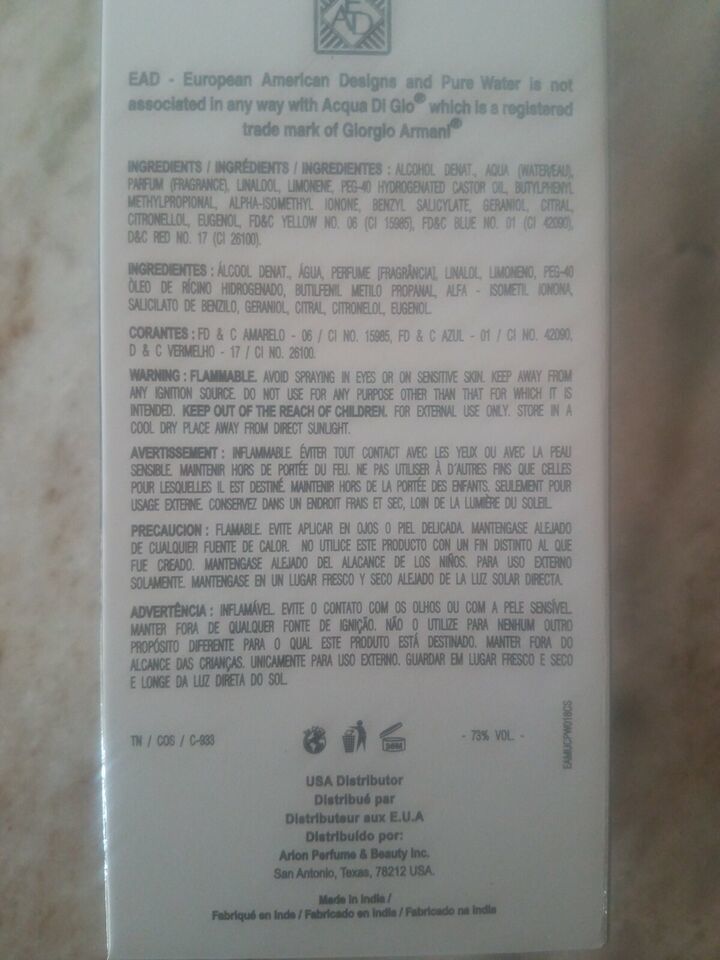 EAD
EAD - European American Designs and Pure Water is not
associated in any way with Acqua Di Gio® which is a registered
trade mark of Giorgio Armani®
INGREDIENTS / INGRÉDIENTS / INGREDIENTES : ALCOHOL DENAT., AQUA (WATER/EAU),
PARFUM (FRAGRANCE), LINALOOL, LIMONENE, PEG-40 HYDROGENATED CASTOR OIL, BUTYLPHENYL
METHYLPROPIONAL, ALPHA-ISOMETHYL IONONE, BENZYL SALICYLATE, GERANIOL, CITRAL,
CITRONELLOL, EUGENOL, FD&C YELLOW NO. 06 (CI 15985), FD&C BLUE NO. 01 (CI 42090),
D&C RED NO. 17 (CI 26100).
INGREDIENTES : ÁLCOOL DENAT., ÁGUA, PERFUME [FRAGRÂNCIA], LINALOL, LIMONENO, PEG-40
ÓLEO DE RÍCINO HIDROGENADO, BUTILFENIL METILO PROPANAL, ALFA - ISOMETIL IONONA,
SALICILATO DE BENZILO, GERANIOL, CITRAL, CITRONELOL, EUGENOL.
CORANTES : FD & C AMARELO - 06 / CI NO. 15985, FD & C AZUL - 01 / CI NO. 42090,
D & C VERMELHO - 17 / CI NO. 26100.
WARNING : FLAMMABLE. AVOID SPRAYING IN EYES OR ON SENSITIVE SKIN. KEEP AWAY FROM
ANY IGNITION SOURCE. DO NOT USE FOR ANY PURPOSE OTHER THAN THAT FOR WHICH IT IS
INTENDED. KEEP OUT OF THE REACH OF CHILDREN. FOR EXTERNAL USE ONLY. STORE IN A
COOL DRY PLACE AWAY FROM DIRECT SUNLIGHT.
AVERTISSEMENT : INFLAMMABLE. ÉVITER TOUT CONTACT AVEC LES YEUX OU AVEC LA PEAU
SENSIBLE. MAINTENIR HORS DE PORTÉE DU FEU. NE PAS UTILISER À D'AUTRES FINS QUE CELLES
POUR LESQUELLES IL EST DESTINÉ. MAINTENIR HORS DE LA PORTÉE DES ENFANTS. SEULEMENT POUR
USAGE EXTERNE. CONSERVEZ DANS UN ENDROIT FRAIS ET SEC, LOIN DE LA LUMIÈRE DU SOLEIL.
PRECAUCION : FLAMABLE. EVITE APLICAR EN OJOS O PIEL DELICADA. MANTENGASE ALEJADO
DE CUALQUIER FUENTE DE CALOR. NO UTILICE ESTE PRODUCTO CON UN FIN DISTINTO AL QUE
FUE CREADO. MANTENGASE ALEJADO DEL ALACANCE DE LOS NIÑOS. PARA USO EXTERNO
SOLAMENTE. MANTENGASE EN UN LUGAR FRESCO Y SECO ALEJADO DE LA LUZ SOLAR DIRECTA.
ADVERTÊNCIA : INFLAMÁVEL. EVITE O CONTATO COM OS OLHOS OU COM A PELE SENSÍVEL.
MANTER FORA DE QUALQUER FONTE DE IGNIÇÃO. NÃO O UTILIZE PARA NENHUM OUTRO
PROPÓSITO DIFERENTE PARA O QUAL ESTE PRODUTO ESTÁ DESTINADO. MANTER FORA DO
ALCANCE DAS CRIANÇAS. UNICAMENTE PARA USO EXTERNO. GUARDAR EM LUGAR FRESCO E SECO
E LONGE DA LUZ DIRETA DO SOL.
TN / COS / C-933
36M
- 73% VOL. -
EAMUCPW018CS
USA Distributor
Distribué par
Distributeur aux E.U.A
Distribuido por:
Arion Perfume & Beauty Inc.
San Antonio, Texas, 78212 USA.
Made in India /
Fabriqué en Inde / Fabricado en India / Fabricado na India